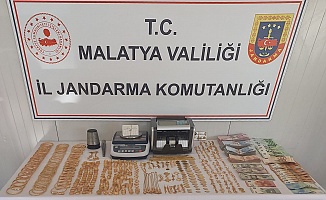 T.C.
MALATYA VALİLİĞİ
İL JANDARMA KOMUTANLIĞI